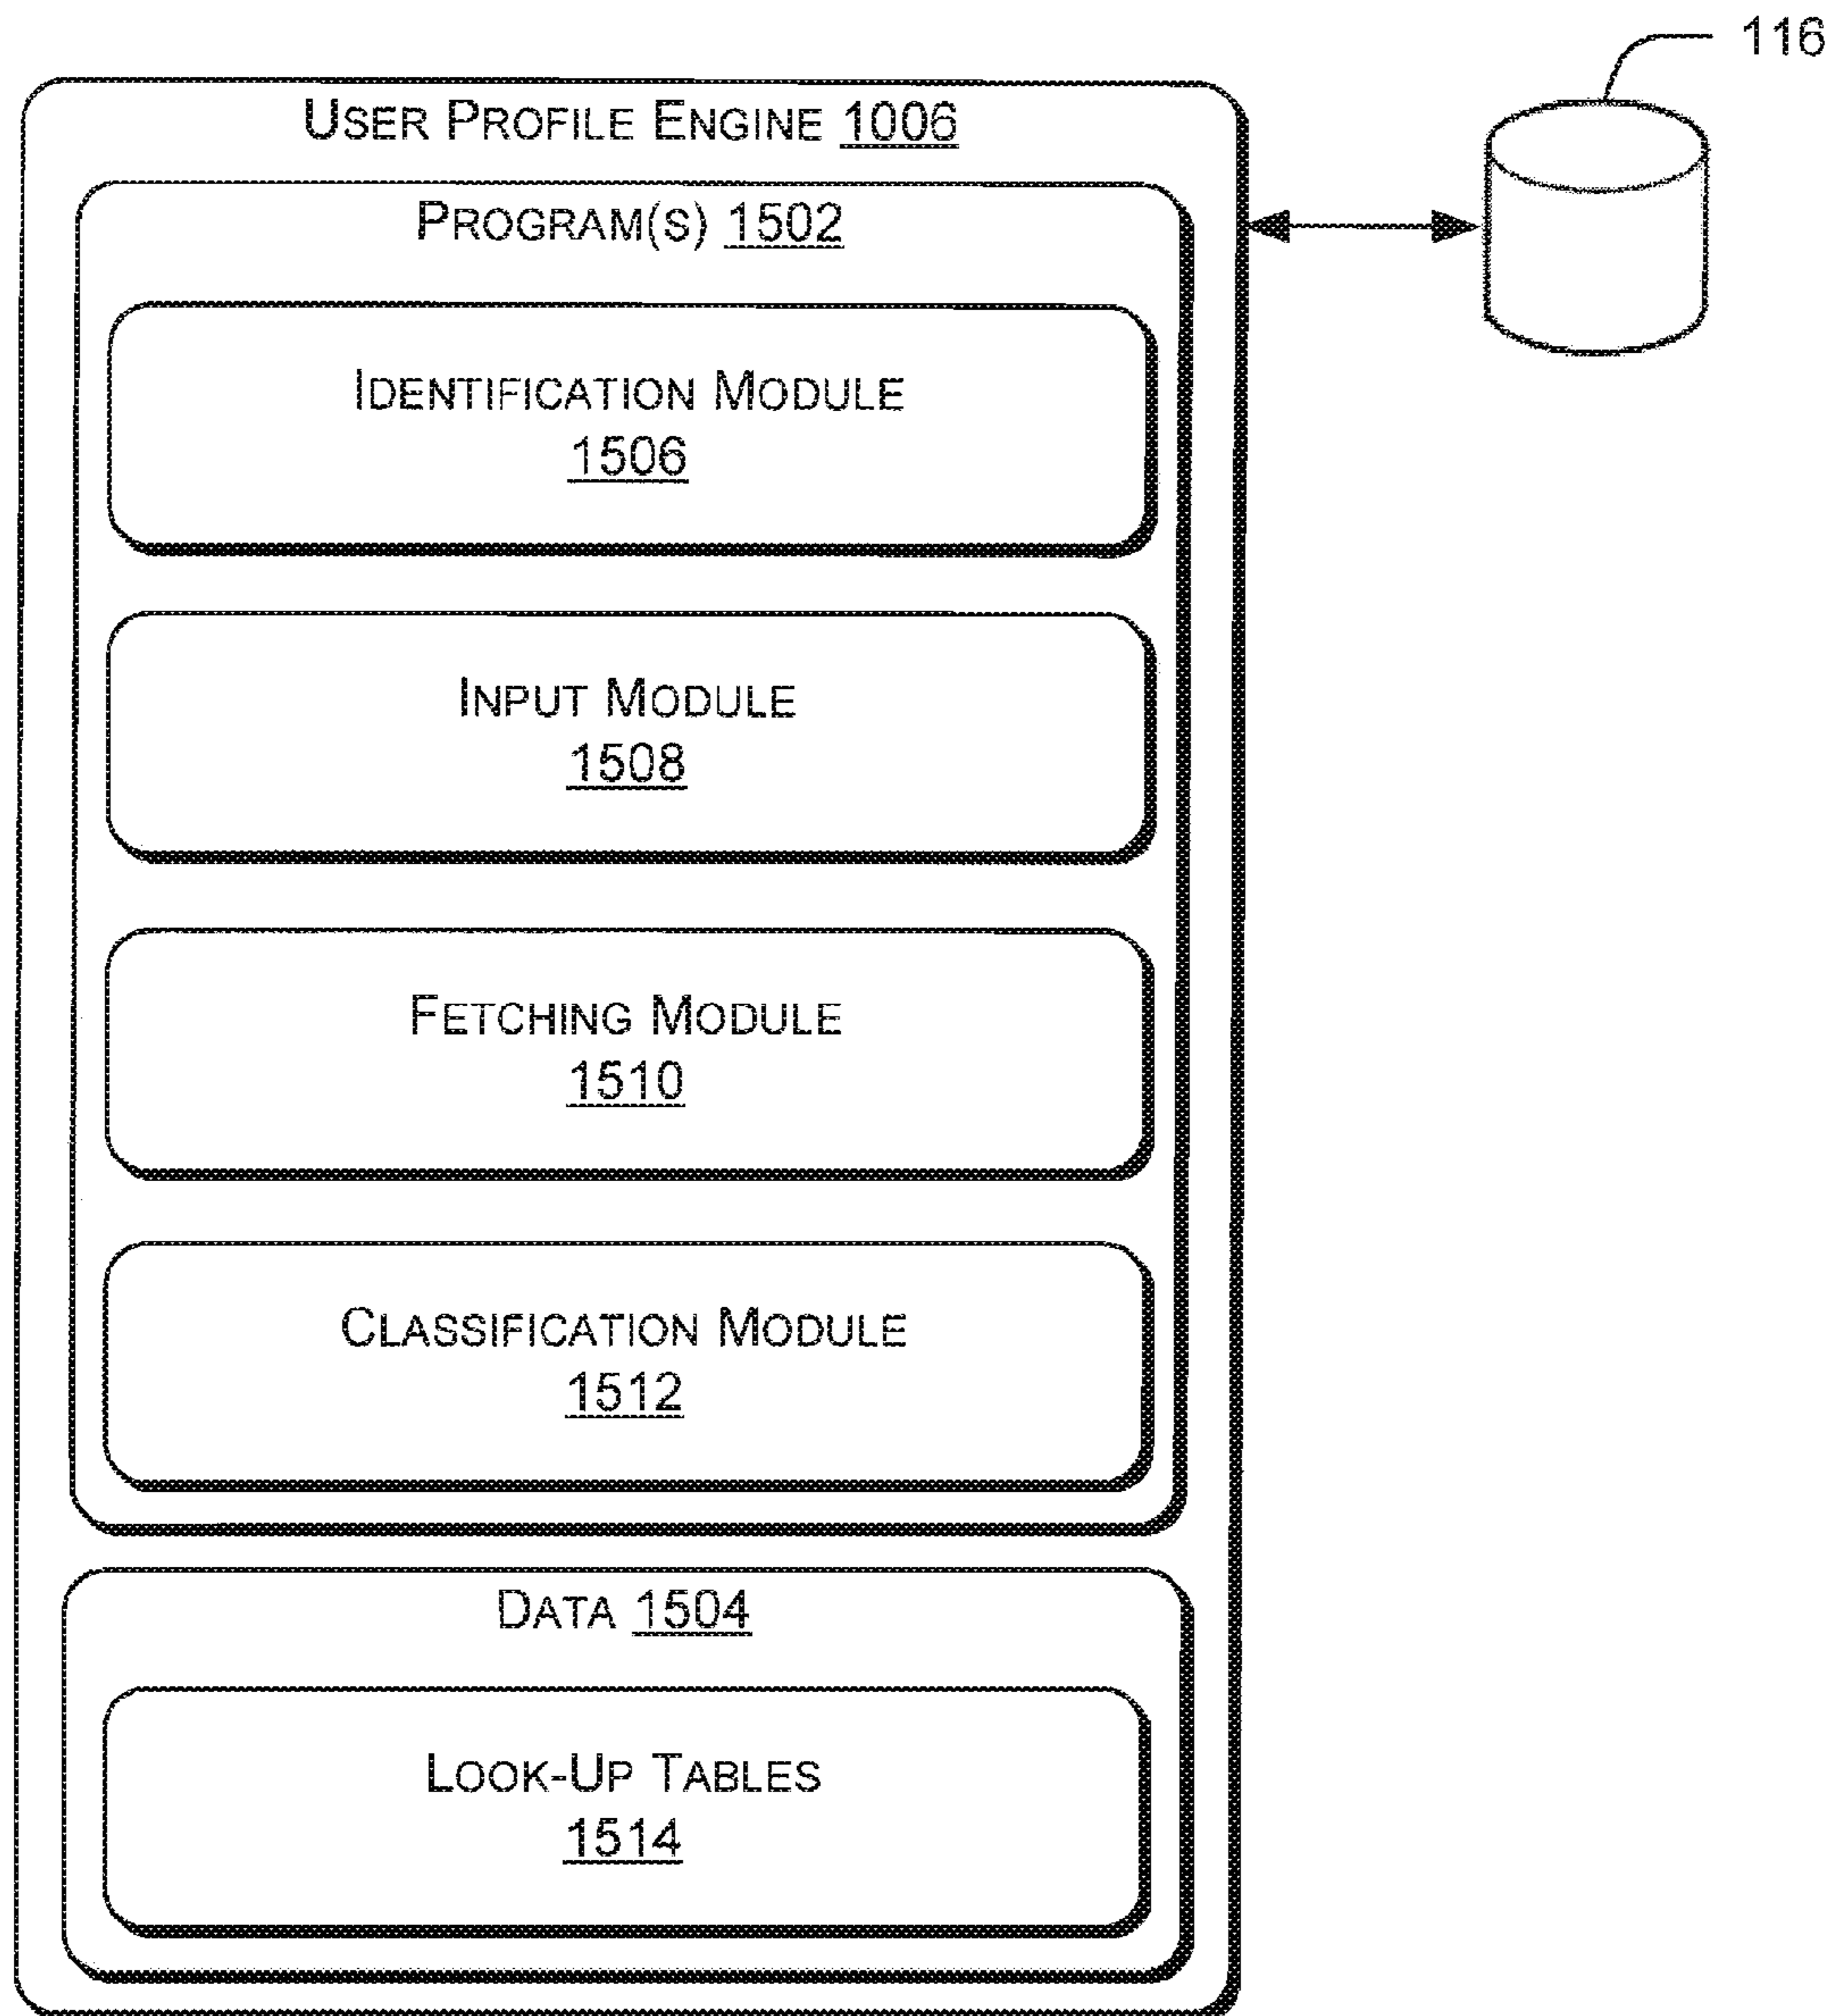 116
USER PROFILE ENGINE 1006
PROGRAM(S) 1502
IDENTIFICATION MODULE
1506
INPUT MODULE
1508
FETCHING MODULE
1510
CLASSIFICATION MODULE
1512
DATA 1504
LOOK-UP TABLES
1514